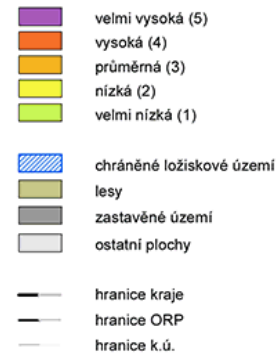 velmi vysoká (5)
vysoká (4)
průměrná (3)
nízká (2)
velmi nízká (1)
chráněné ložiskové území
lesy
zastavěné území
ostatní plochy
hranice kraje
hranice ORP
hranice k.ú.